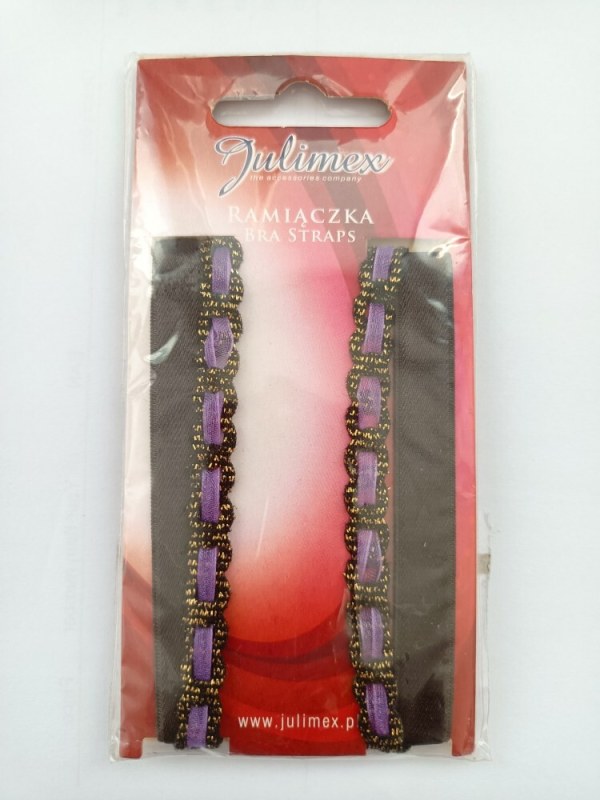 Julimex
the accessories company
RAMIĄCZKA
BRA STRAPS
www.julimex.p